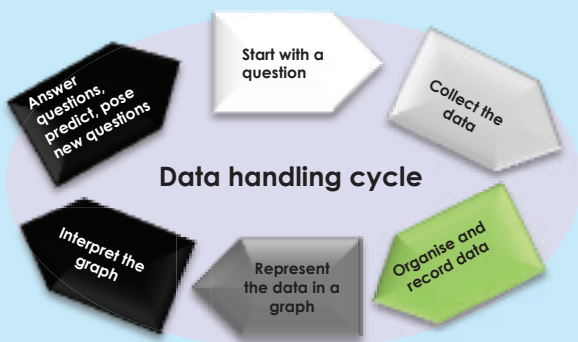 Data handling cycle
Start with a
question
Collect the
data
Organise and
record data
Represent
the data in a
graph
Interpret the
graph
Answer
questions,
predict, pose
new questions